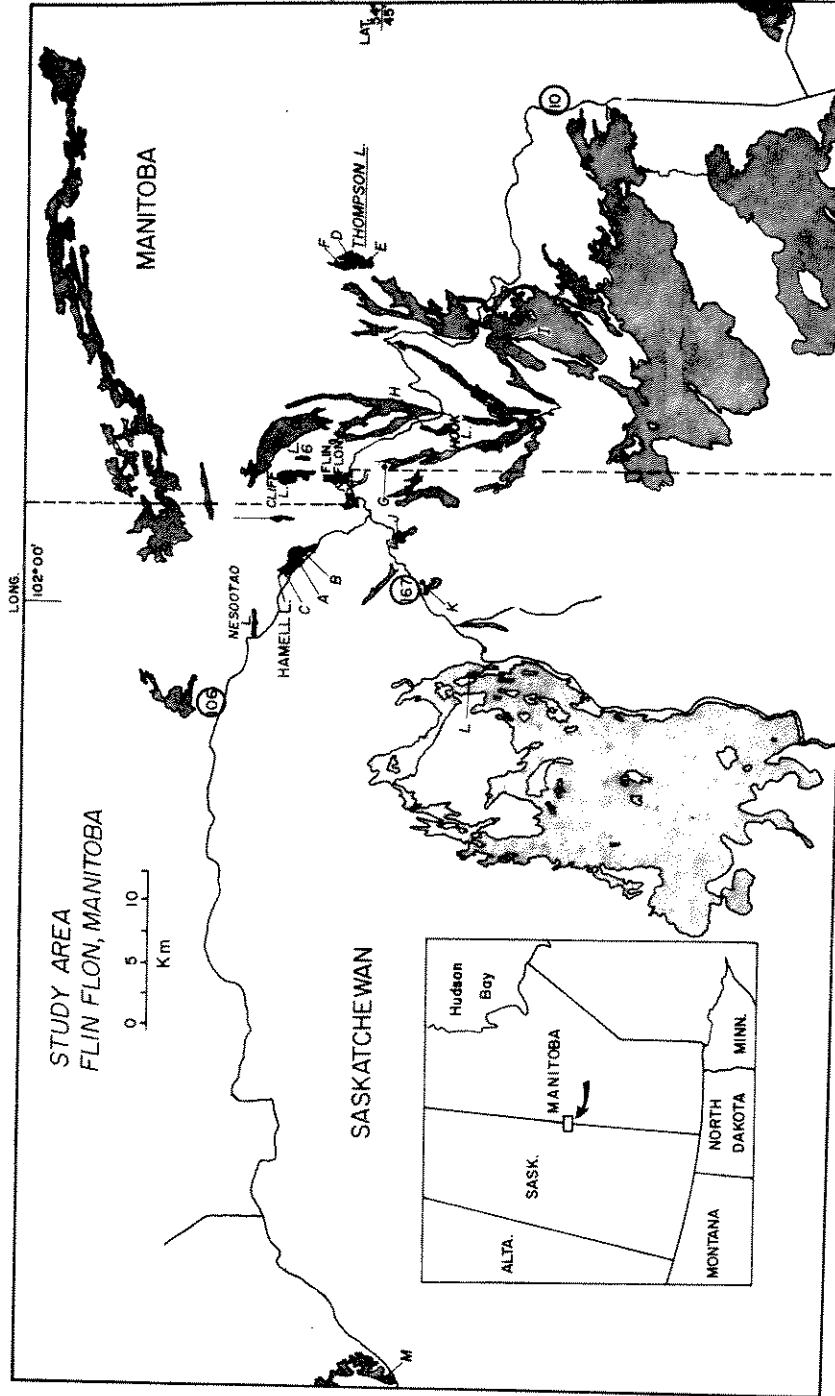 STUDY AREA
FLIN FLON, MANITOBA
0 5 10
Km
LONG.
102°00'
LAT. 54°
45'
MANITOBA
SASKATCHEWAN
106
NESOOTAO
L.
HAMELL L.
C
A
B
CLIFF
L.
L.
16
FLIN
FLON
H
G
HOOK
L.
I
J
167
K
L
F
D
THOMPSON L.
E
10
M
ALTA.
SASK.
MANITOBA
Hudson
Bay
MONTANA
NORTH
DAKOTA
MINN.